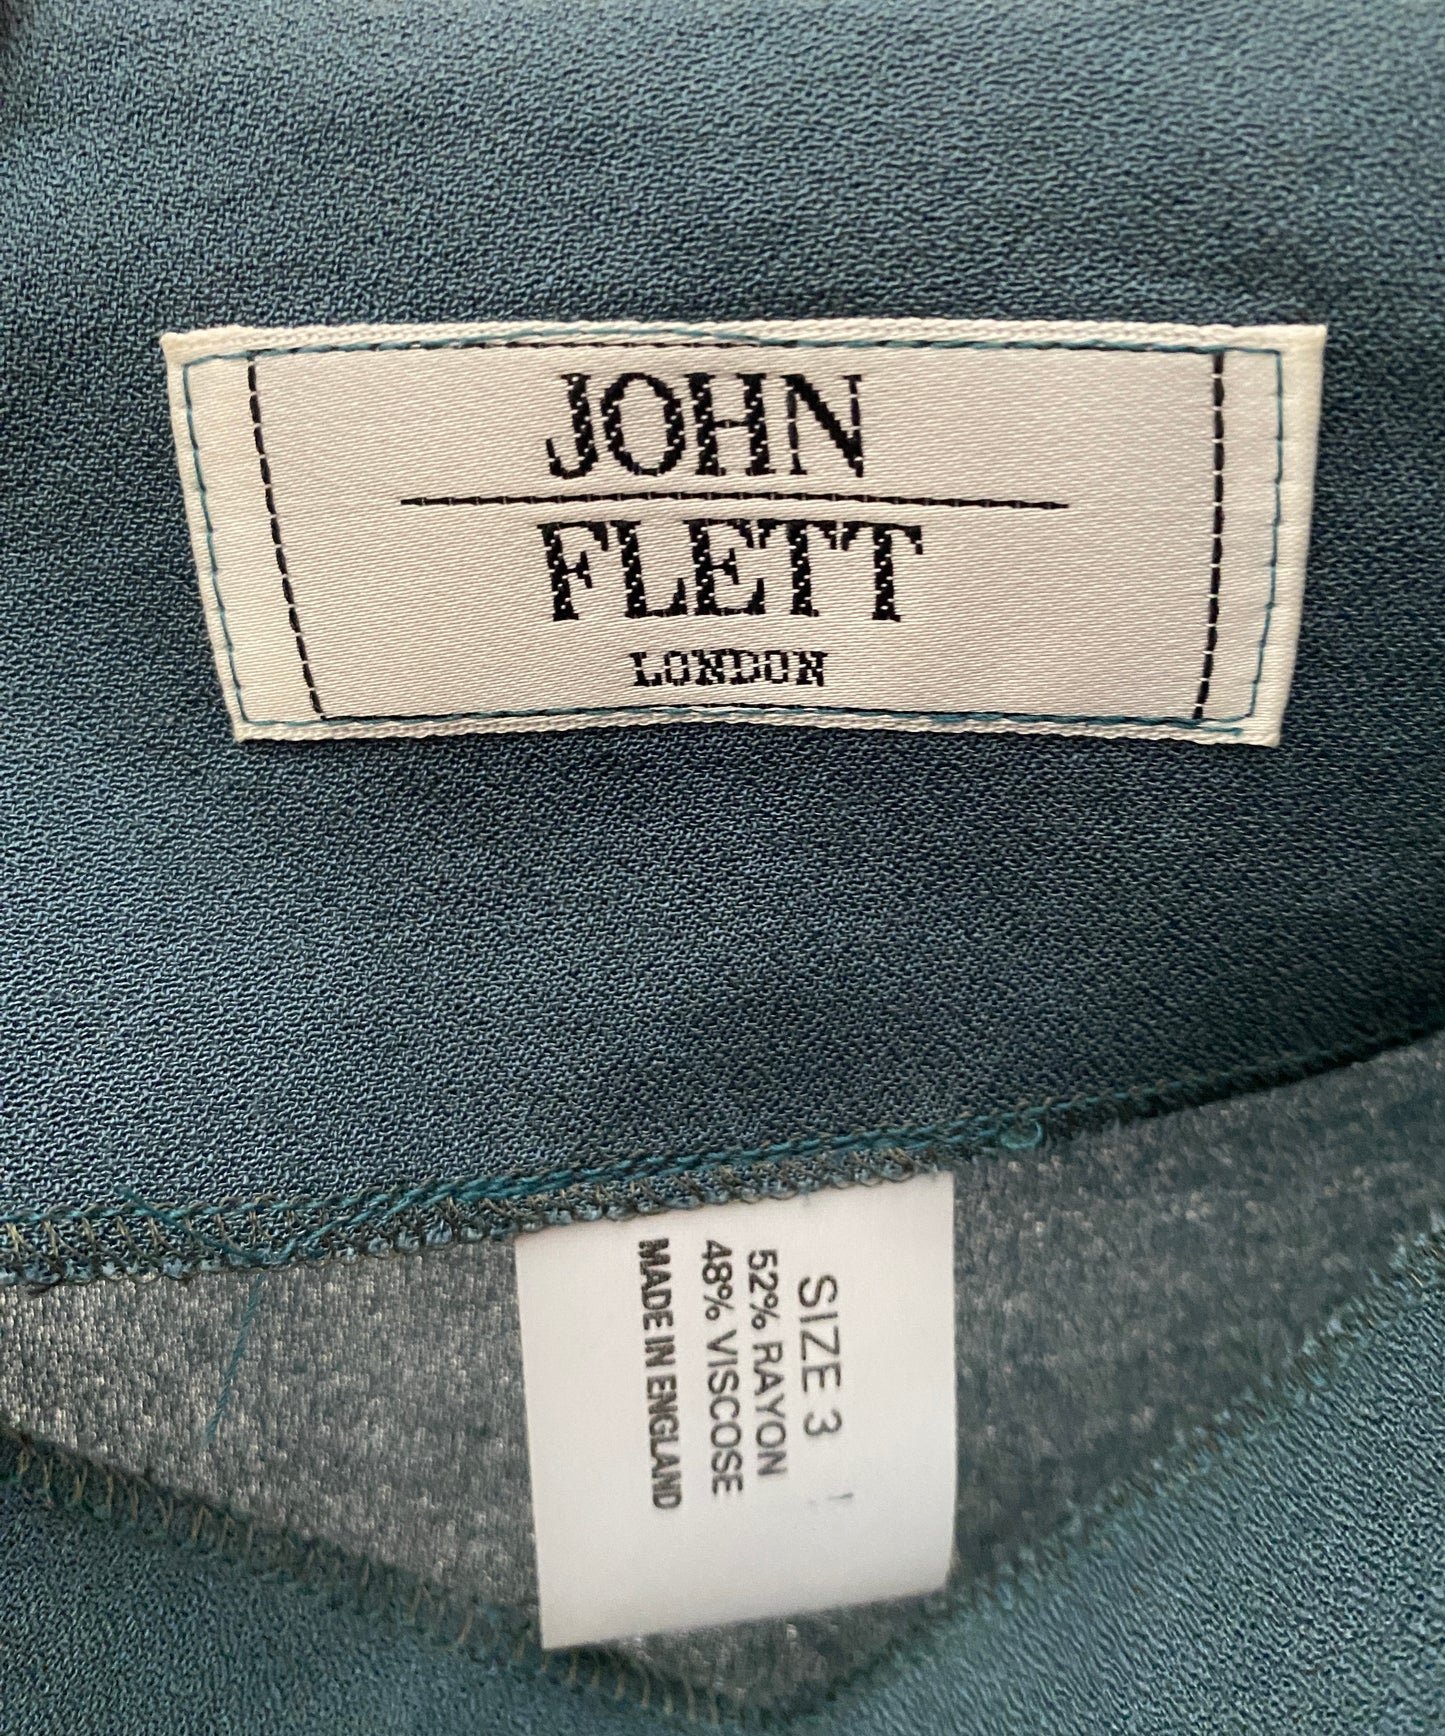 JOHN
FLETT
LONDON
SIZE 3
52% RAYON
48% VISCOSE
MADE IN ENGLAND